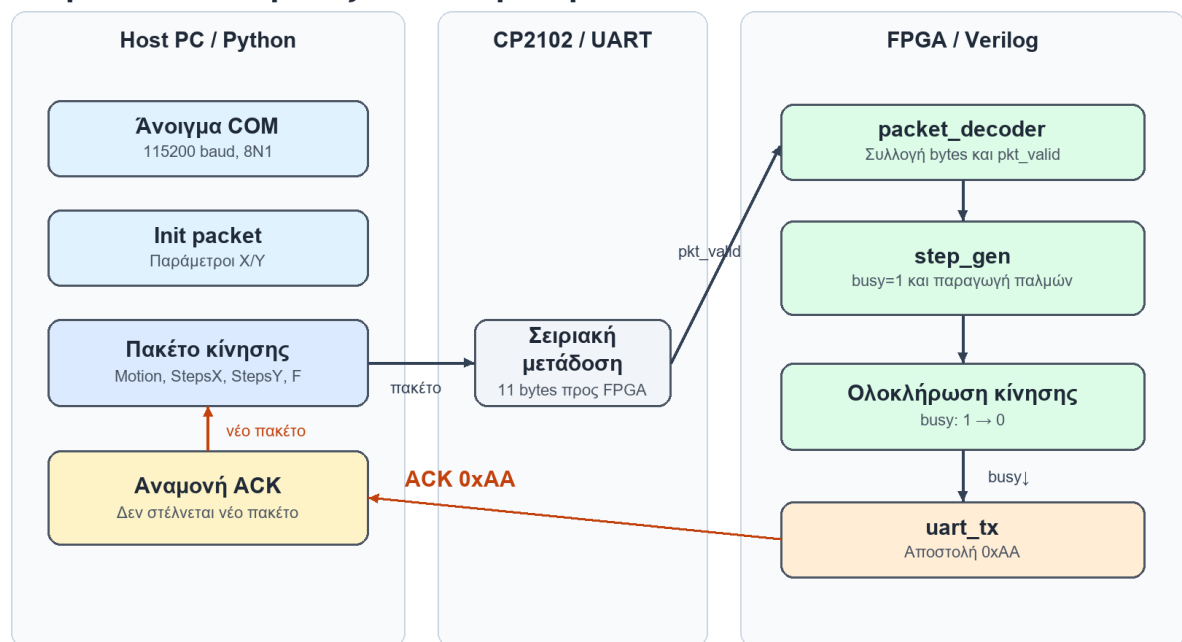 Host PC / Python
Άνοιγμα COM
115200 baud, 8N1
Init packet
Παράμετροι X/Y
Πακέτο κίνησης
Motion, StepsX, StepsY, F
νέο πακέτο
Αναμονή ACK
Δεν στέλνεται νέο πακέτο
CP2102 / UART
πακέτο
Σειριακή
μετάδοση
11 bytes προς FPGA
pkt_valid
ACK 0xAA
FPGA / Verilog
packet_decoder
Συλλογή bytes και pkt_valid
step_gen
busy=1 και παραγωγή παλμών
Ολοκλήρωση κίνησης
busy: 1 → 0
busy↓
uart_tx
Αποστολή 0xAA